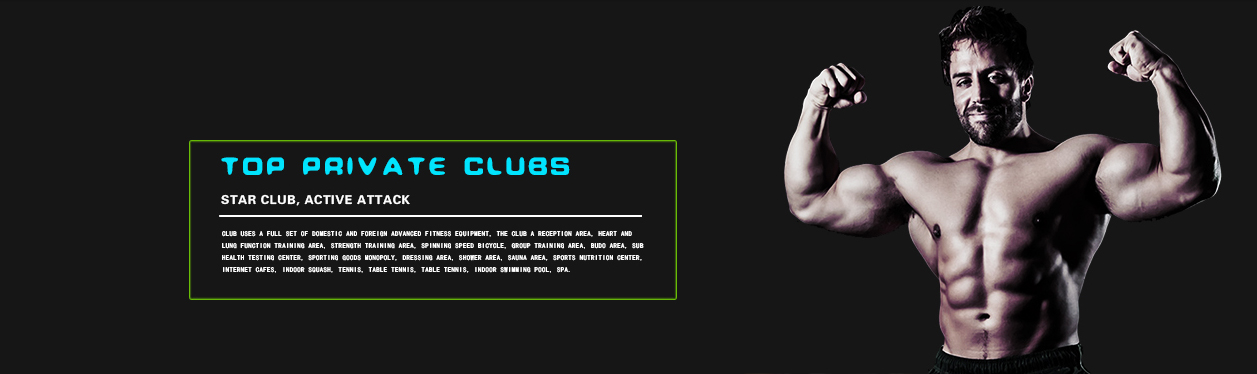 TOP PRIVATE CLUBS
STAR CLUB, ACTIVE ATTACK
CLUB USES A FULL SET OF DOMESTIC AND FOREIGN ADVANCED FITNESS EQUIPMENT, THE CLUB A RECEPTION AREA, HEART AND
LUNG FUNCTION TRAINING AREA, STRENGTH TRAINING AREA, SPINNING SPEED BICYCLE, GROUP TRAINING AREA, BUDO AREA, SUB
HEALTH TESTING CENTER, SPORTING GOODS MONOPOLY, DRESSING AREA, SHOWER AREA, SAUNA AREA, SPORTS NUTRITION CENTER,
INTERNET CAFES, INDOOR SQUASH, TENNIS, TABLE TENNIS, TABLE TENNIS, INDOOR SWIMMING POOL, SPA.